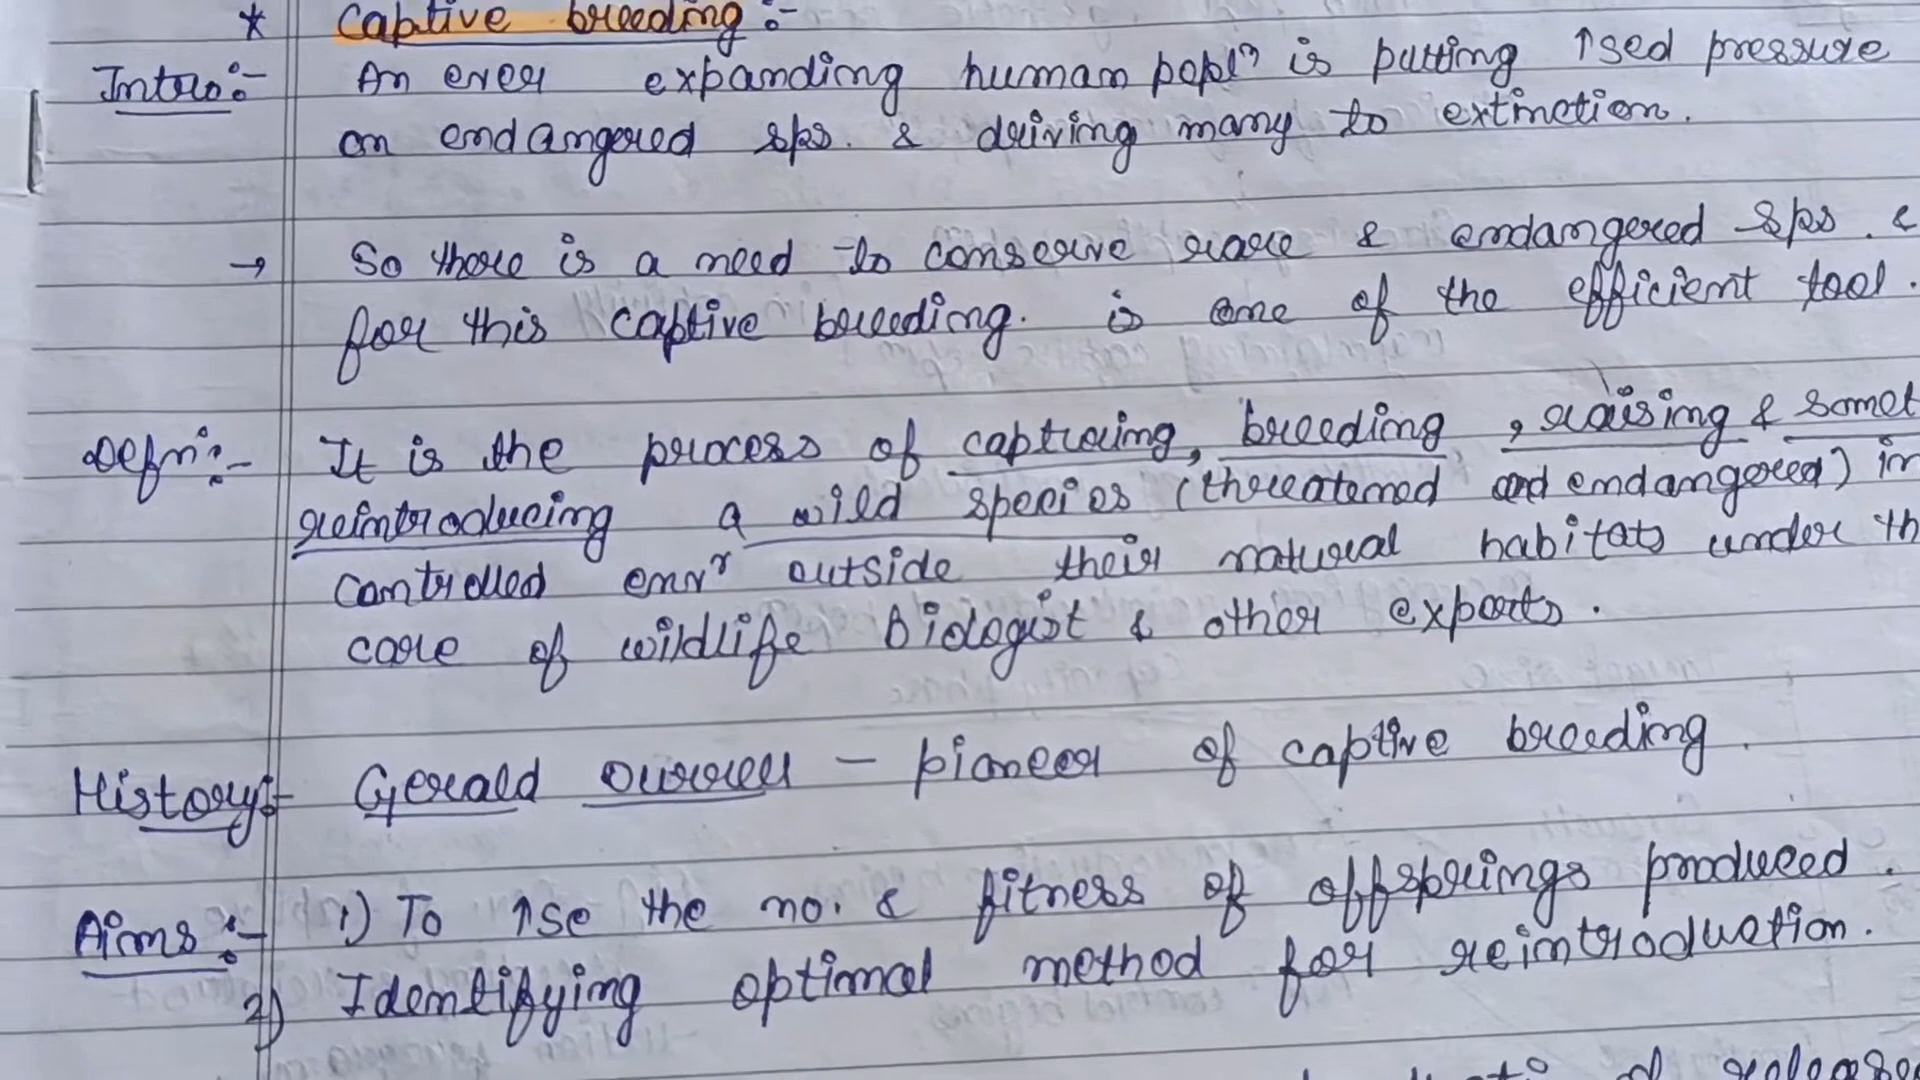 * Captive breeding :-
Intro :- An ever expanding human popln is putting ↑sed pressure
on endangered sps. & driving many to extinction.
→ So there is a need to conserve rare & endangered sps. &
for this captive breeding. is one of the efficient tool.
Defn :- It is the process of capturing, breeding, raising & somet
reintroducing a wild species (threatened and endangered) in
controlled envr outside their natural habitats under th
care of wildlife Biologist & other experts.
History :- Gerald Durrell - pioneer of captive breeding.
Aims :- 1) To ↑se the no. & fitness of offsprings produced.
2) Identifying optimal method for reintroduction.
of release